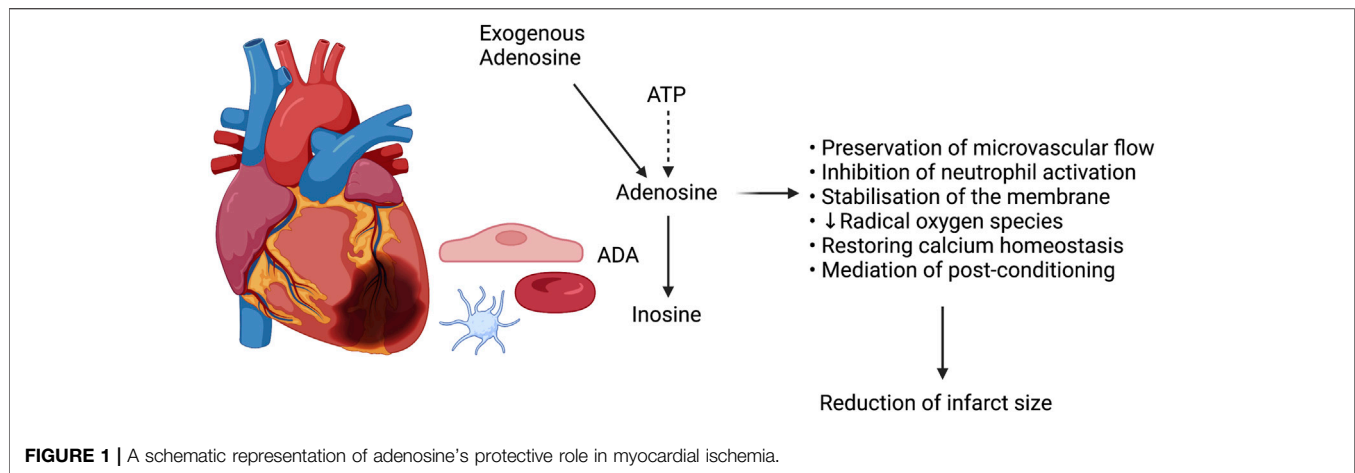 Exogenous
Adenosine
ATP
Adenosine
ADA
Inosine
• Preservation of microvascular flow
• Inhibition of neutrophil activation
• Stabilisation of the membrane
• ↓Radical oxygen species
• Restoring calcium homeostasis
• Mediation of post-conditioning
Reduction of infarct size
FIGURE 1 | A schematic representation of adenosine's protective role in myocardial ischemia.